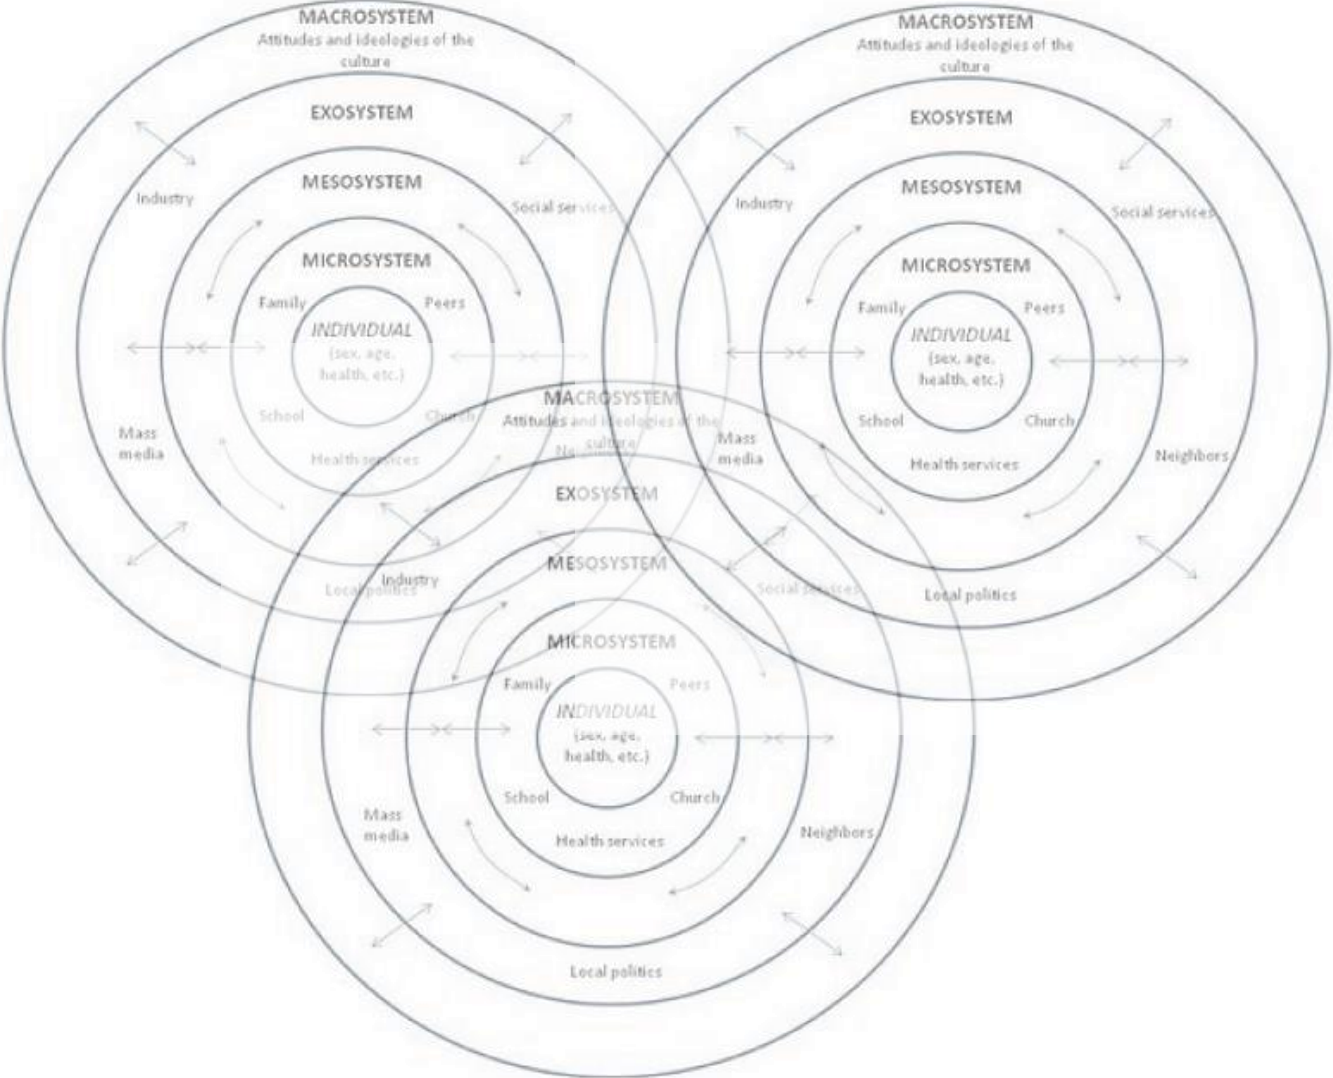 MACROSYSTEM
Attitudes and ideologies of the
culture
EXOSYSTEM
Industry
MESOSYSTEM
Social services
MICROSYSTEM
Family
Peers
INDIVIDUAL
(sex, age,
health, etc.)
School
Church
Mass
media
Health services
Local politics
MACROSYSTEM
Attitudes and ideologies of the
culture
EXOSYSTEM
Industry
MESOSYSTEM
Social services
MICROSYSTEM
Family
Peers
INDIVIDUAL
(sex, age,
health, etc.)
School
Church
Mass
media
Health services
Neighbors
Local politics
MACROSYSTEM
Attitudes and ideologies of the
culture
EXOSYSTEM
Industry
MESOSYSTEM
Social services
MICROSYSTEM
Family
Peers
INDIVIDUAL
(sex, age,
health, etc.)
School
Church
Mass
media
Health services
Neighbors
Local politics